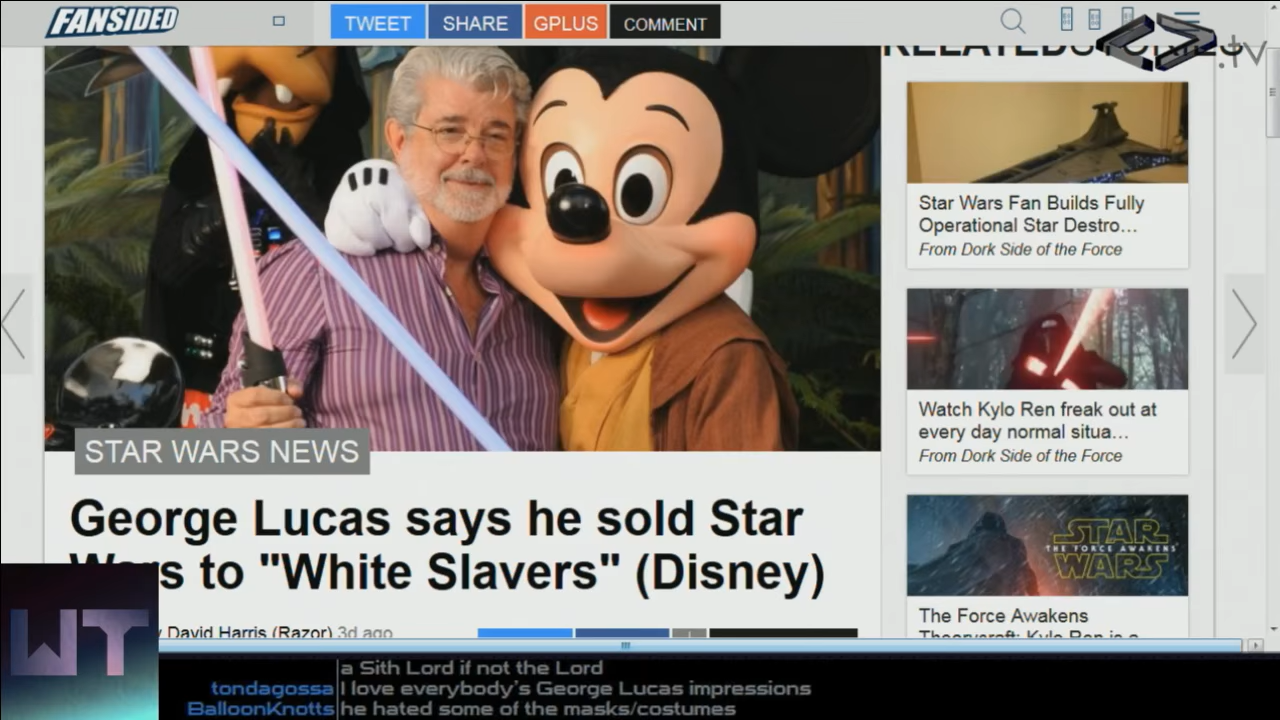 FANSIDED
TWEET
SHARE
GPLUS
COMMENT
.tv
Star Wars Fan Builds Fully
Operational Star Destro...
From Dork Side of the Force
Watch Kylo Ren freak out at
every day normal situa...
From Dork Side of the Force
STAR
THE FORCE AWAKENS
WARS
The Force Awakens
STAR WARS NEWS
George Lucas says he sold Star
Wars to "White Slavers" (Disney)
David Harris (Razor) 3d ago
WT
a Sith Lord if not the Lord
tondagossa I love everybody's George Lucas impressions
BalloonKnotts he hated some of the masks/costumes